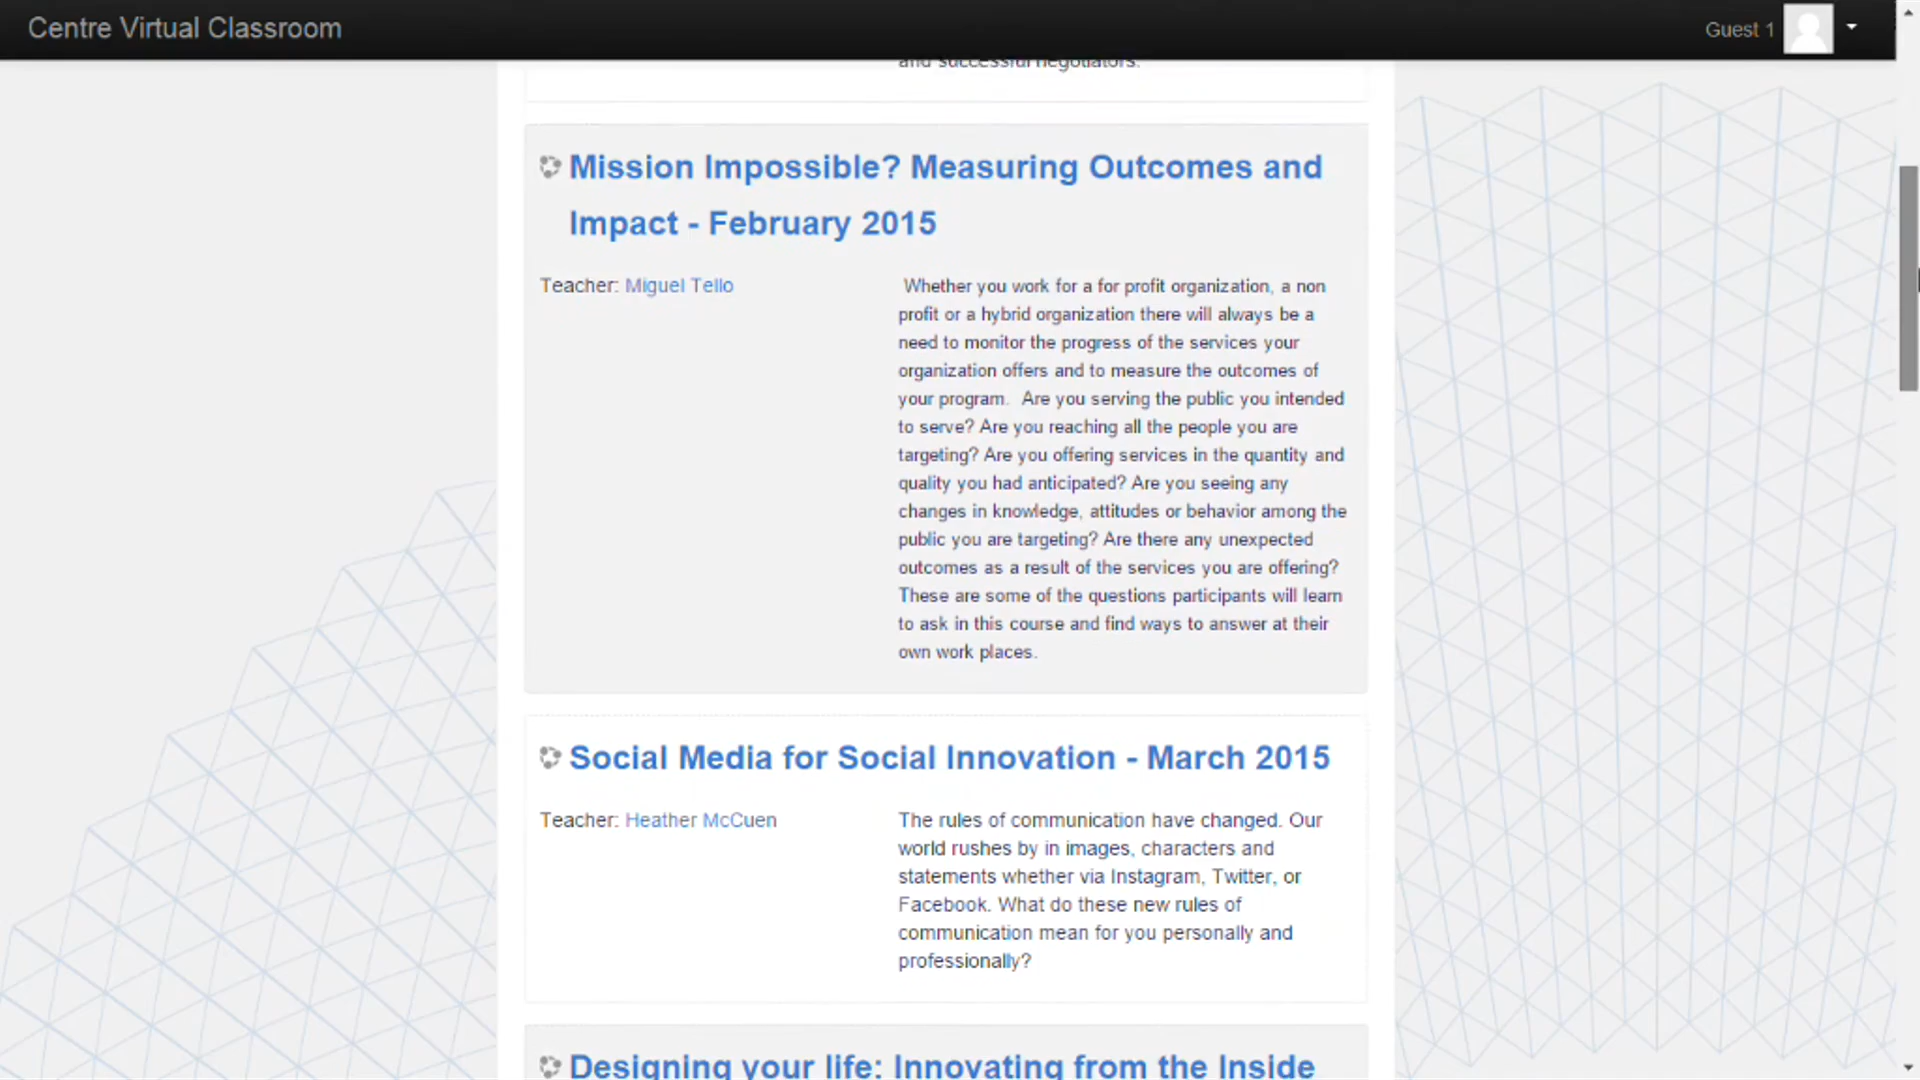 Centre Virtual Classroom
Guest 1
and successful negotiators.
Mission Impossible? Measuring Outcomes and
Impact - February 2015
Teacher: Miguel Tello
Whether you work for a for profit organization, a non
profit or a hybrid organization there will always be a
need to monitor the progress of the services your
organization offers and to measure the outcomes of
your program. Are you serving the public you intended
to serve? Are you reaching all the people you are
targeting? Are you offering services in the quantity and
quality you had anticipated? Are you seeing any
changes in knowledge, attitudes or behavior among the
public you are targeting? Are there any unexpected
outcomes as a result of the services you are offering?
These are some of the questions participants will learn
to ask in this course and find ways to answer at their
own work places.
Social Media for Social Innovation - March 2015
Teacher: Heather McCuen
The rules of communication have changed. Our
world rushes by in images, characters and
statements whether via Instagram, Twitter, or
Facebook. What do these new rules of
communication mean for you personally and
professionally?
Designing your life: Innovating from the Inside